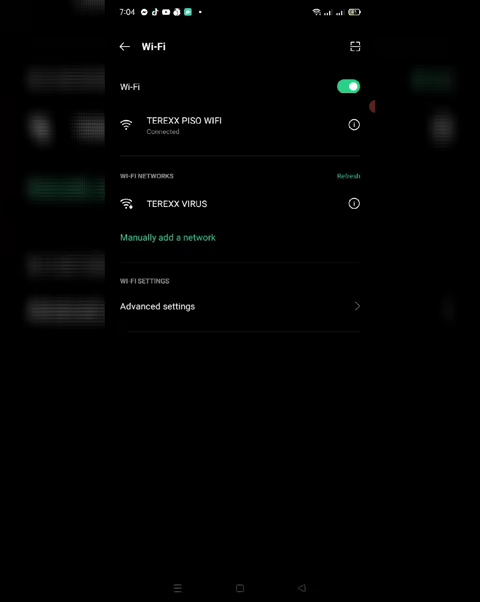 7:04
Wi-Fi
Wi-Fi
TEREXX PISO WIFI
Connected
WI-FI NETWORKS
Refresh
TEREXX VIRUS
Manually add a network
WI-FI SETTINGS
Advanced settings